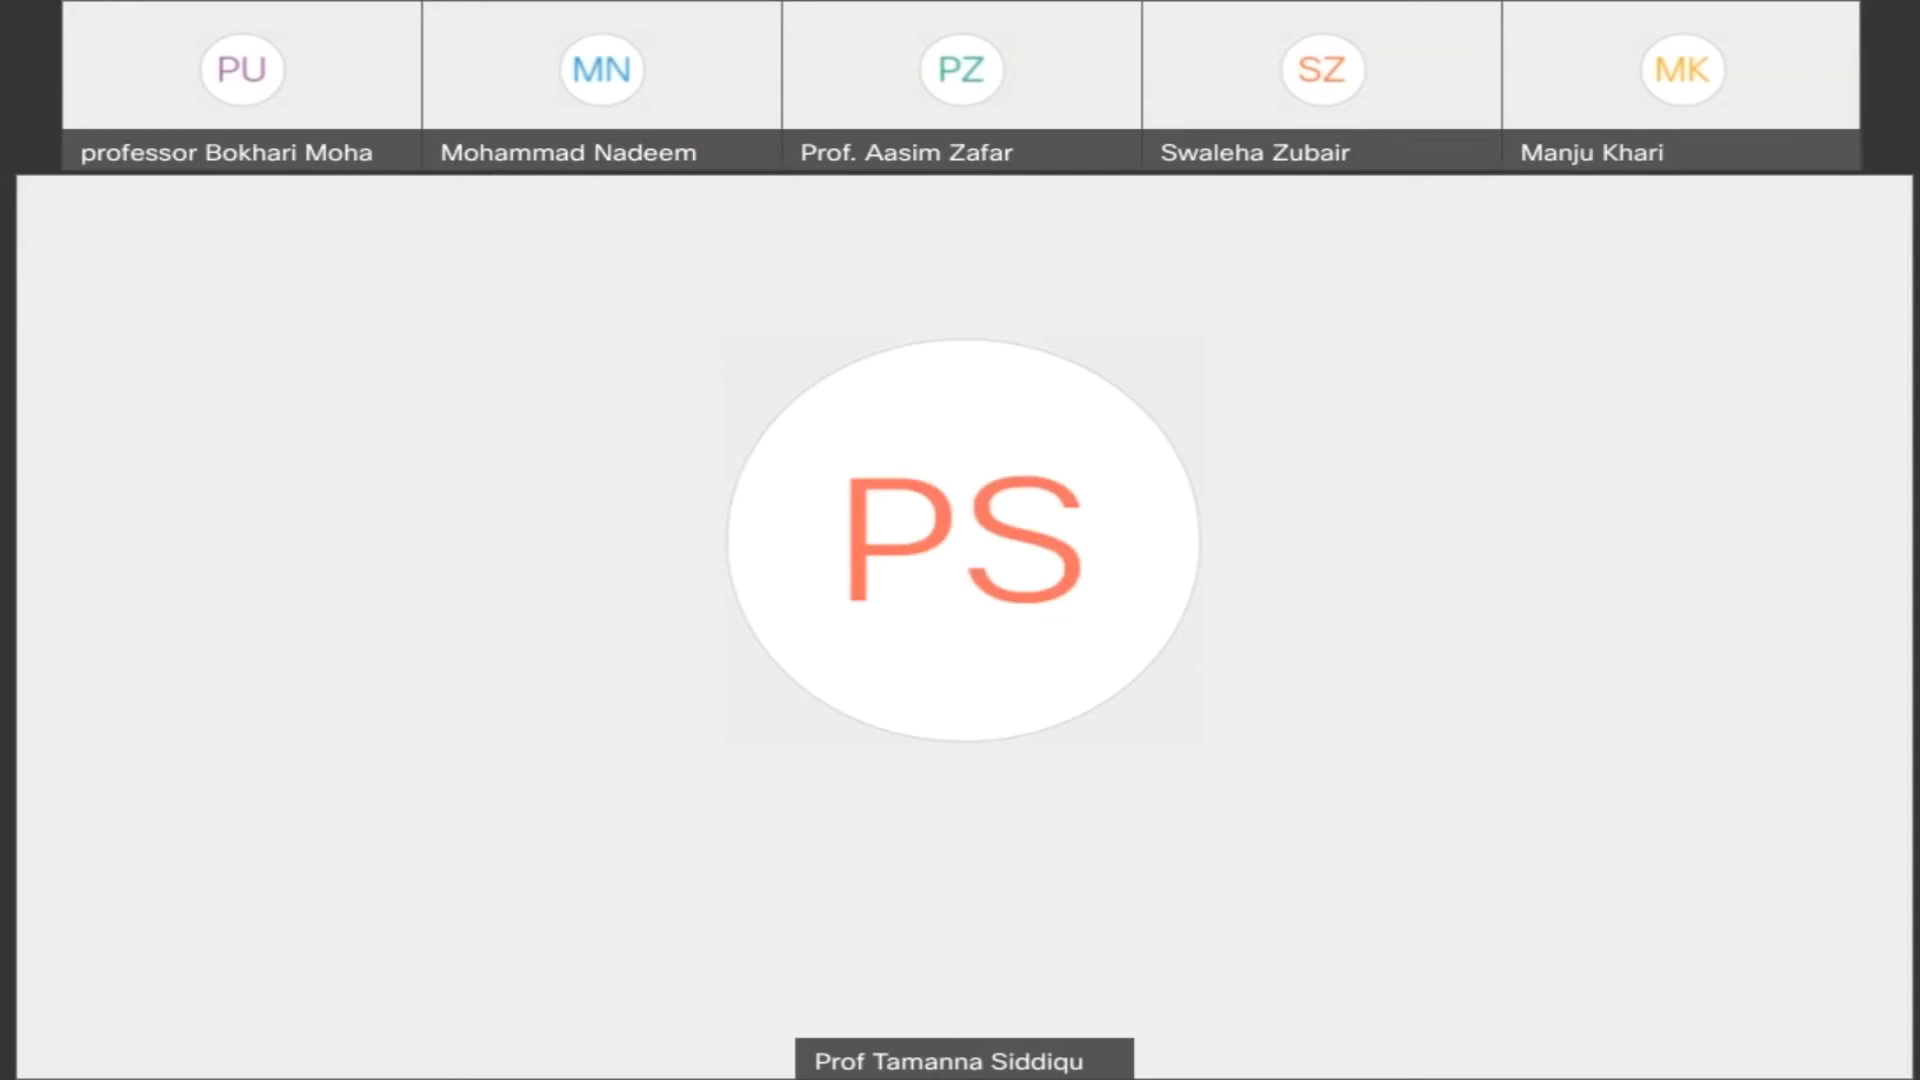 PU MN PZ SZ MK
professor Bokhari Moha Mohammad Nadeem Prof. Aasim Zafar Swaleha Zubair Manju Khari
PS
Prof Tamanna Siddiqu